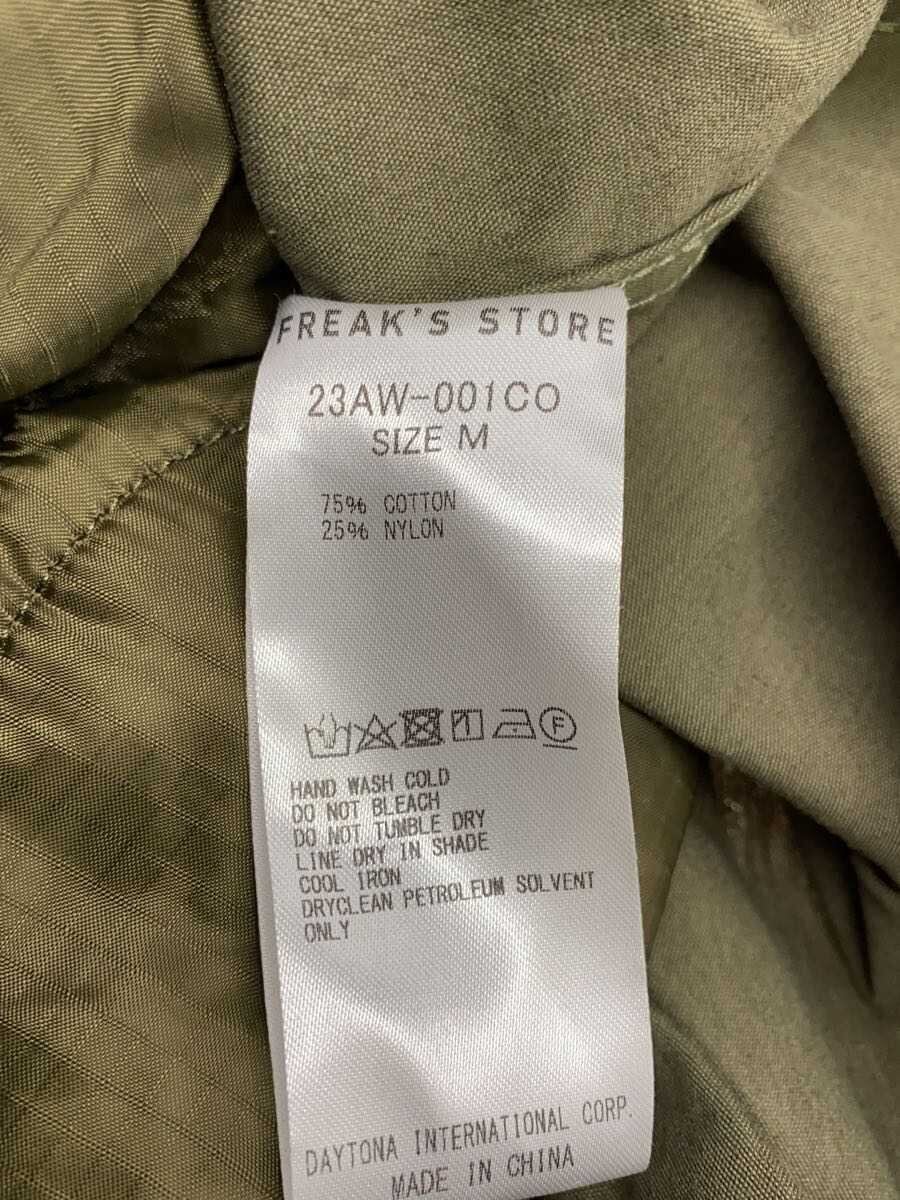 FREAK'S STORE
23AW-001CO
SIZE M
75% COTTON
25% NYLON
F
HAND WASH COLD
DO NOT BLEACH
DO NOT TUMBLE DRY
LINE DRY IN SHADE
COOL IRON
DRYCLEAN PETROLEUM SOLVENT
ONLY
DAYTONA INTERNATIONAL CORP.
MADE IN CHINA